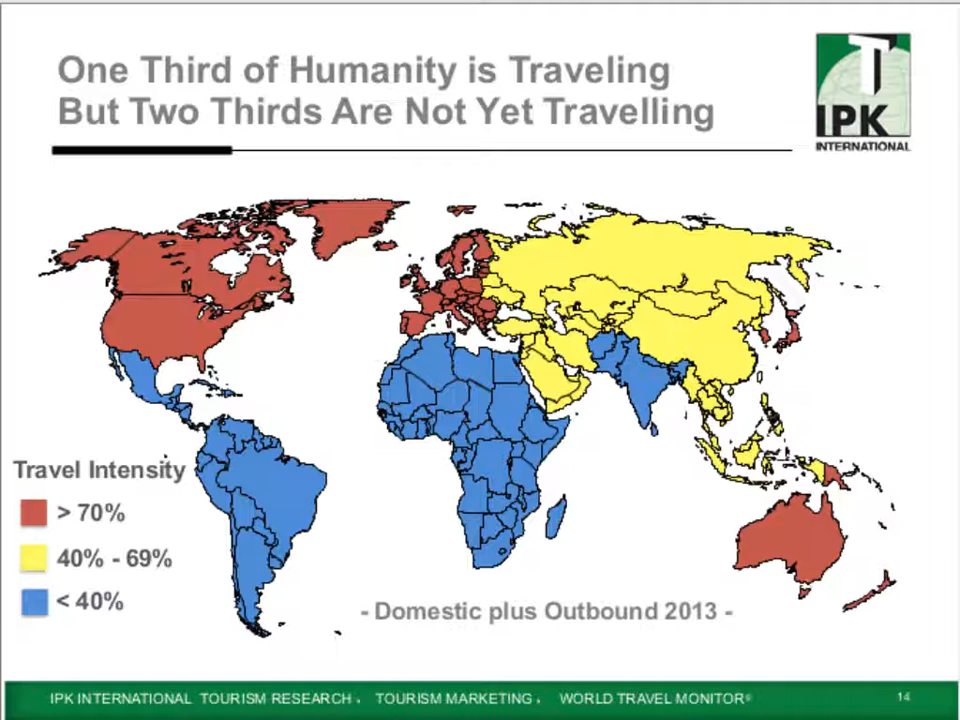 One Third of Humanity is Traveling
But Two Thirds Are Not Yet Travelling
T
IPK
INTERNATIONAL
Travel Intensity
> 70%
40% - 69%
< 40%
- Domestic plus Outbound 2013 -
IPK INTERNATIONAL TOURISM RESEARCH , TOURISM MARKETING , WORLD TRAVEL MONITOR®
14